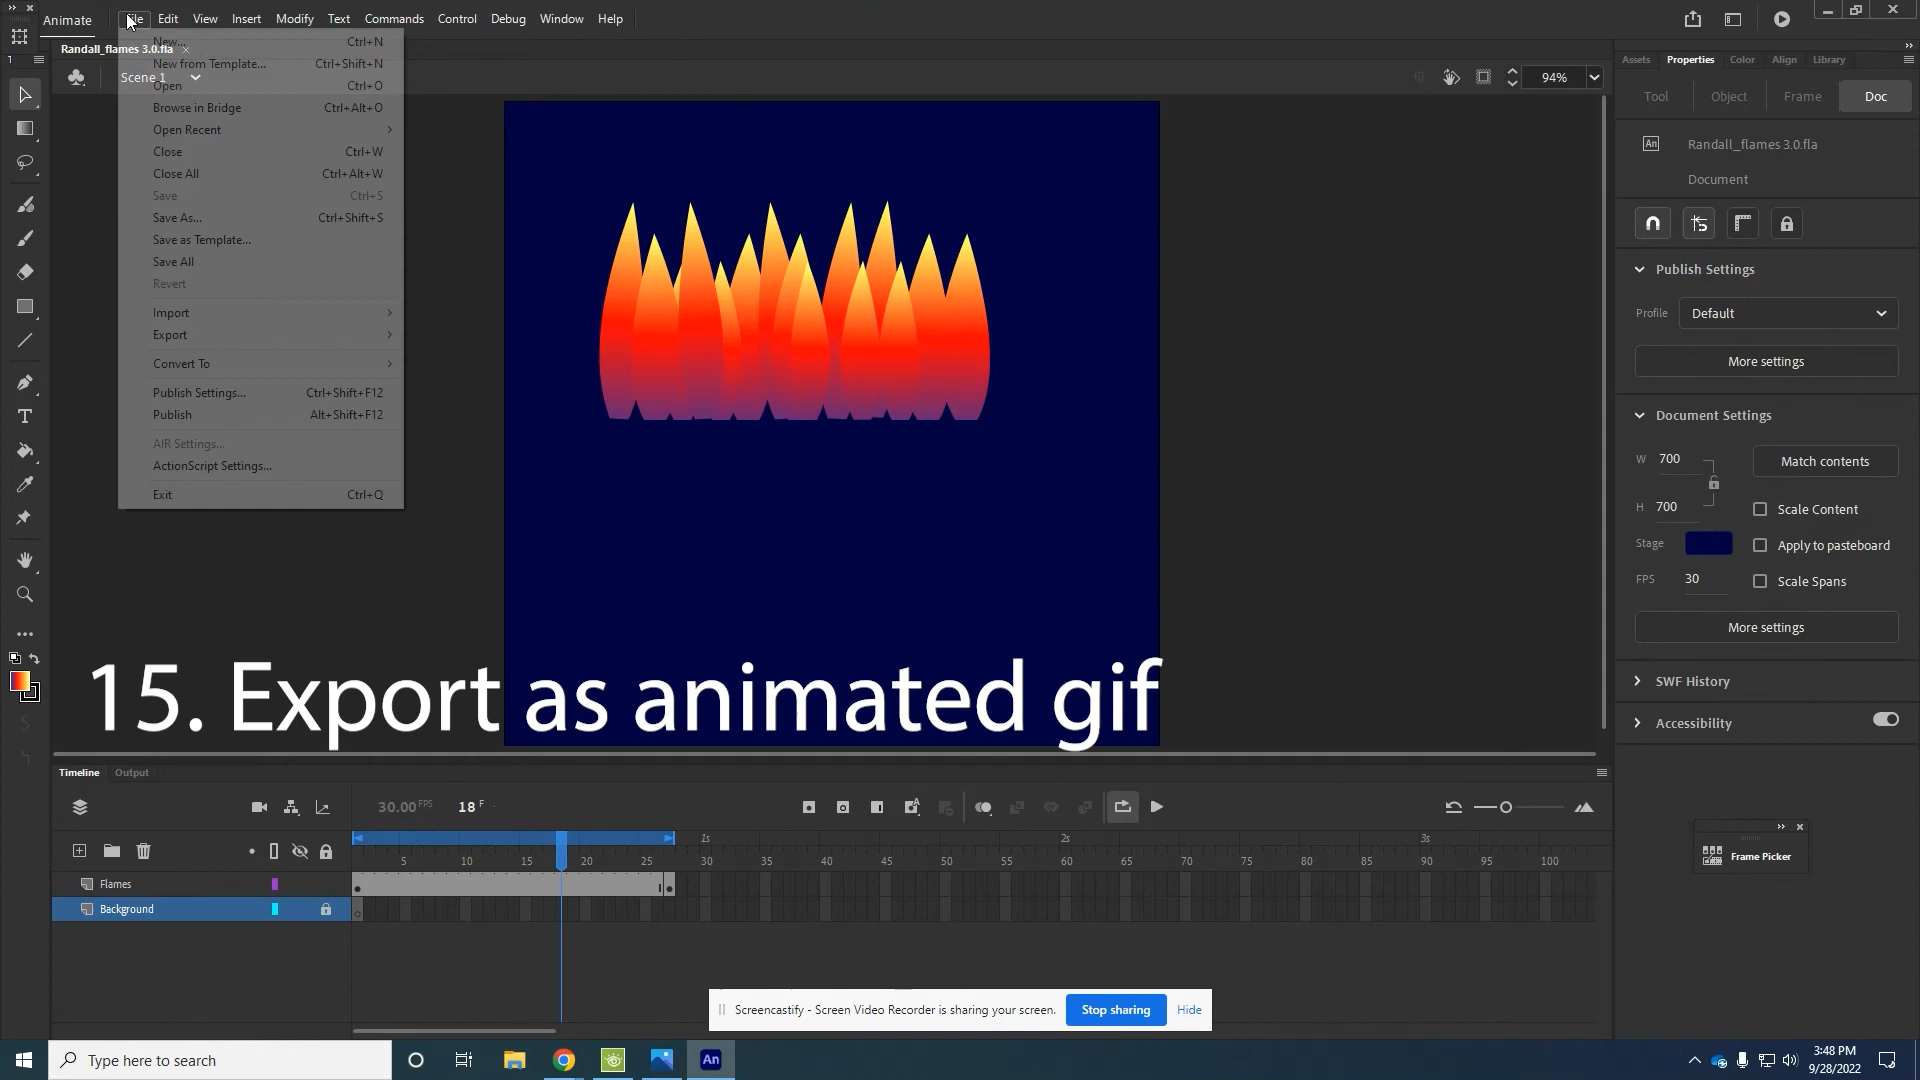 Animate
File Edit View Insert Modify Text Commands Control Debug Window Help
Randall_flames 3.0.fla
Scene 1
94%
New... Ctrl+N
New from Template... Ctrl+Shift+N
Open Ctrl+O
Browse in Bridge Ctrl+Alt+O
Open Recent
Close Ctrl+W
Close All Ctrl+Alt+W
Save Ctrl+S
Save As... Ctrl+Shift+S
Save as Template...
Save All
Revert
Import
Export
Convert To
Publish Settings... Ctrl+Shift+F12
Publish Alt+Shift+F12
AIR Settings...
ActionScript Settings...
Exit Ctrl+Q
15. Export as animated gif
Assets Properties Color Align Library
Tool Object Frame Doc
An Randall_flames 3.0.fla
Document
Publish Settings
Profile Default
More settings
Document Settings
W 700 Match contents
H 700 Scale Content
Stage Apply to pasteboard
FPS 30 Scale Spans
More settings
SWF History
Accessibility
Frame Picker
Timeline Output
30.00 FPS 18 F
1s 2s 3s
5 10 15 20 25 30 35 40 45 50 55 60 65 70 75 80 85 90 95 100
Flames
Background
Screencastify - Screen Video Recorder is sharing your screen. Stop sharing Hide
Type here to search
An
3:48 PM
9/28/2022